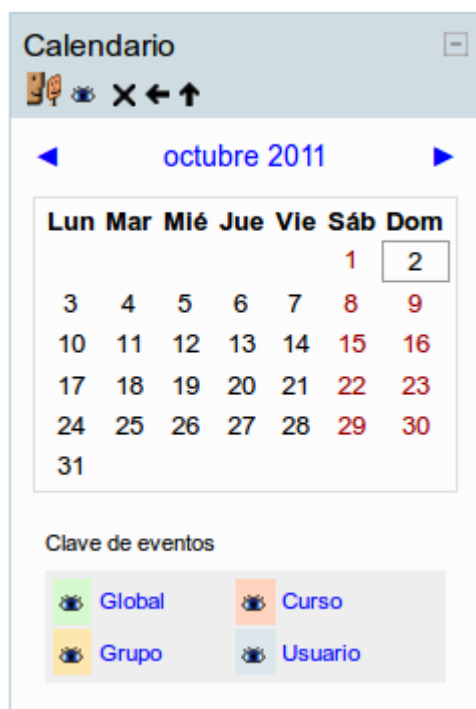 Calendario
octubre 2011
Lun Mar Mié Jue Vie Sáb Dom
1 2
3 4 5 6 7 8 9
10 11 12 13 14 15 16
17 18 19 20 21 22 23
24 25 26 27 28 29 30
31
Clave de eventos
Global Curso
Grupo Usuario